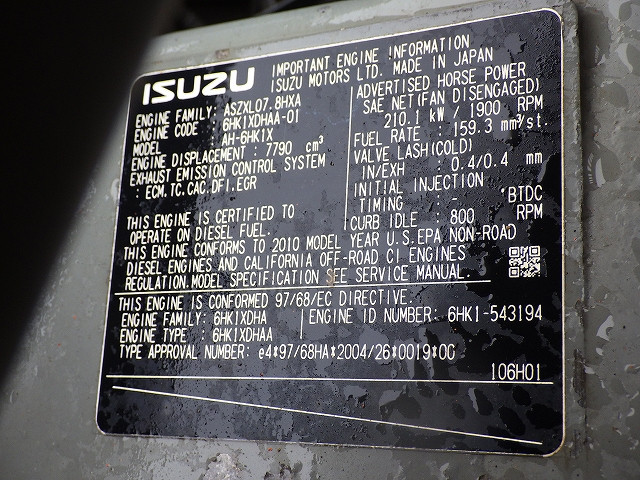 ISUZU
IMPORTANT ENGINE INFORMATION
ISUZU MOTORS LTD. MADE IN JAPAN
ENGINE FAMILY: ASZXL07.8HXA
ENGINE CODE : 6HK1XDHAA-01
MODEL : AH-6HK1X
ENGINE DISPLACEMENT: 7790 cm³
EXHAUST EMISSION CONTROL SYSTEM
: ECM.TC.CAC.DFI.EGR
ADVERTISED HORSE POWER
SAE NET(FAN DISENGAGED)
210.1 kW / 1900 RPM
FUEL RATE : 159.3 mm³/st.
VALVE LASH(COLD)
IN/EXH : 0.4/0.4 mm
INITIAL INJECTION
TIMING : - °BTDC
CURB IDLE : 800 RPM
THIS ENGINE IS CERTIFIED TO
OPERATE ON DIESEL FUEL.
THIS ENGINE CONFORMS TO 2010 MODEL YEAR U.S.EPA NON-ROAD
DIESEL ENGINES AND CALIFORNIA OFF-ROAD CI ENGINES
REGULATION.MODEL SPECIFICATION SEE SERVICE MANUAL.
THIS ENGINE IS CONFORMED 97/68/EC DIRECTIVE.
ENGINE FAMILY: 6HK1XDHA
ENGINE ID NUMBER: 6HK1-543194
ENGINE TYPE : 6HK1XDHAA
TYPE APPROVAL NUMBER: e4*97/68HA*2004/26*0019*00
106H01